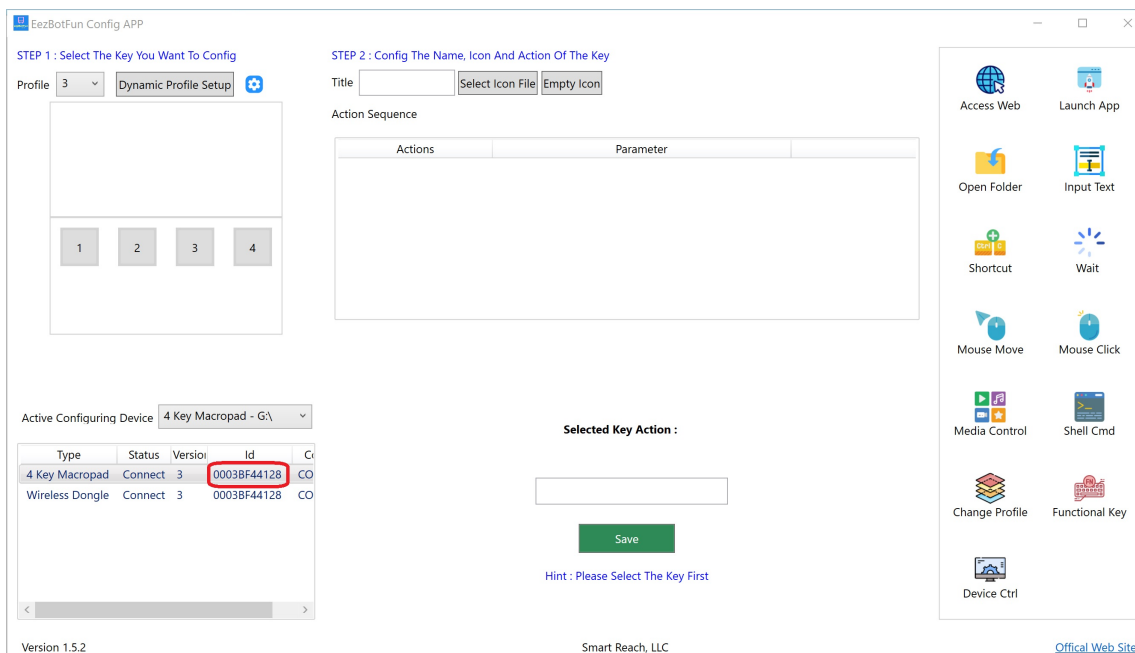 EezBotFun Config APP
STEP 1 : Select The Key You Want To Config
Profile 3 Dynamic Profile Setup
1 2 3 4
Active Configuring Device 4 Key Macropad - G:\
Type Status Version Id Co
4 Key Macropad Connect 3 0003BF44128 CO
Wireless Dongle Connect 3 0003BF44128 CO
Version 1.5.2
STEP 2 : Config The Name, Icon And Action Of The Key
Title Select Icon File Empty Icon
Action Sequence
Actions Parameter
Selected Key Action :
Save
Hint : Please Select The Key First
Smart Reach, LLC
Access Web Launch App
Open Folder Input Text
Ctrl C
Shortcut Wait
Mouse Move Mouse Click
Media Control Shell Cmd
FN
Change Profile Functional Key
Device Ctrl
Offical Web Site